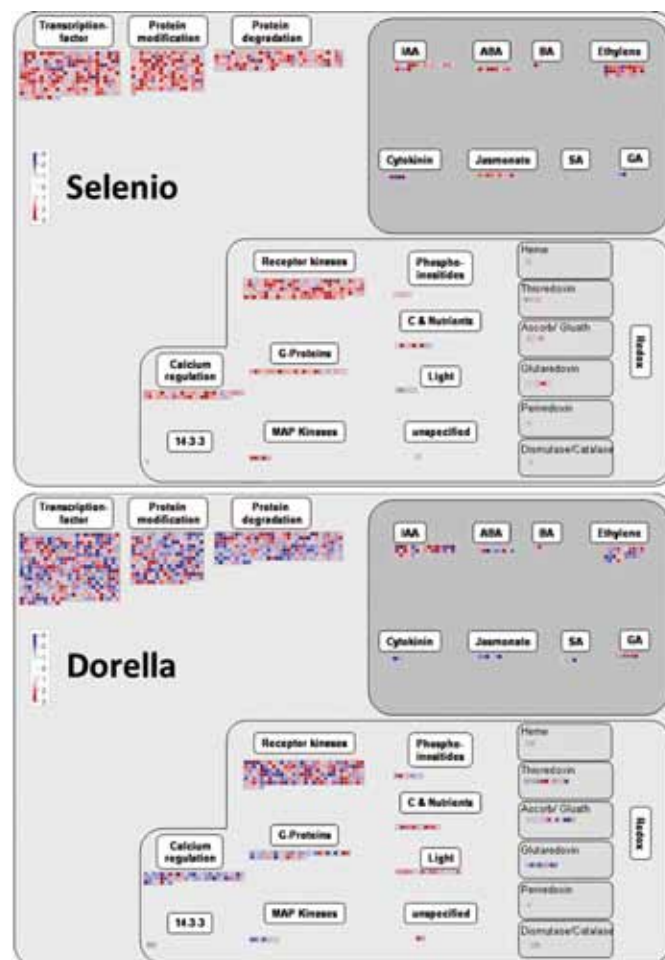 Transcription-
factor
Protein
modification
Protein
degradation
IAA
ABA
BA
Ethylene
Cytokinin
Jasmonate
SA
GA
Selenio
Receptor kinases
Phospho-
inositides
Heme
Thioredoxin
C & Nutrients
Ascorb/ Gluath
G-Proteins
Calcium
regulation
Light
Glutaredoxin
Redox
14.3.3
MAP Kinases
unspecified
Perredoxin
Dismutase/Catalase
Transcription-
factor
Protein
modification
Protein
degradation
IAA
ABA
BA
Ethylene
Cytokinin
Jasmonate
SA
GA
Dorella
Receptor kinases
Phospho-
inositides
Heme
Thioredoxin
C & Nutrients
Ascorb/ Gluath
G-Proteins
Calcium
regulation
Light
Glutaredoxin
Redox
14.3.3
MAP Kinases
unspecified
Perredoxin
Dismutase/Catalase